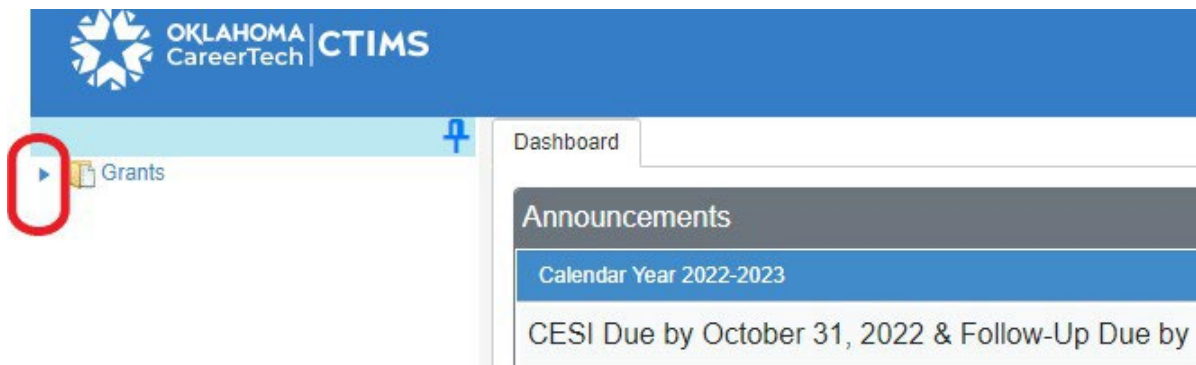 OKLAHOMA
CareerTech
CTIMS
Grants
Dashboard
Announcements
Calendar Year 2022-2023
CESI Due by October 31, 2022 & Follow-Up Due by